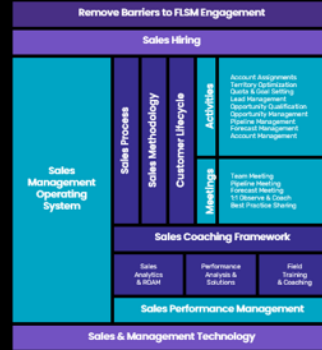 Remove Barriers to FLSM Engagement
Sales Hiring
Sales
Management
Operating
System
Sales Process
Sales Methodology
Customer Lifecycle
Activities
Account Assignments
Territory Optimization
Quota & Goal Setting
Lead Management
Opportunity Qualification
Opportunity Management
Pipeline Management
Forecast Management
Account Management
Meetings
Team Meeting
Pipeline Meeting
Forecast Meeting
1:1 Observe & Coach
Best Practice Sharing
Sales Coaching Framework
Sales
Analytics
& ROAM
Performance
Analysis &
Solutions
Field
Training
& Coaching
Sales Performance Management
Sales & Management Technology